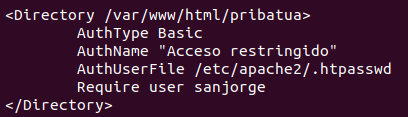 <Directory /var/www/html/pribatua>
        AuthType Basic
        AuthName "Acceso restringido"
        AuthUserFile /etc/apache2/.htpasswd
        Require user sanjorge
</Directory>